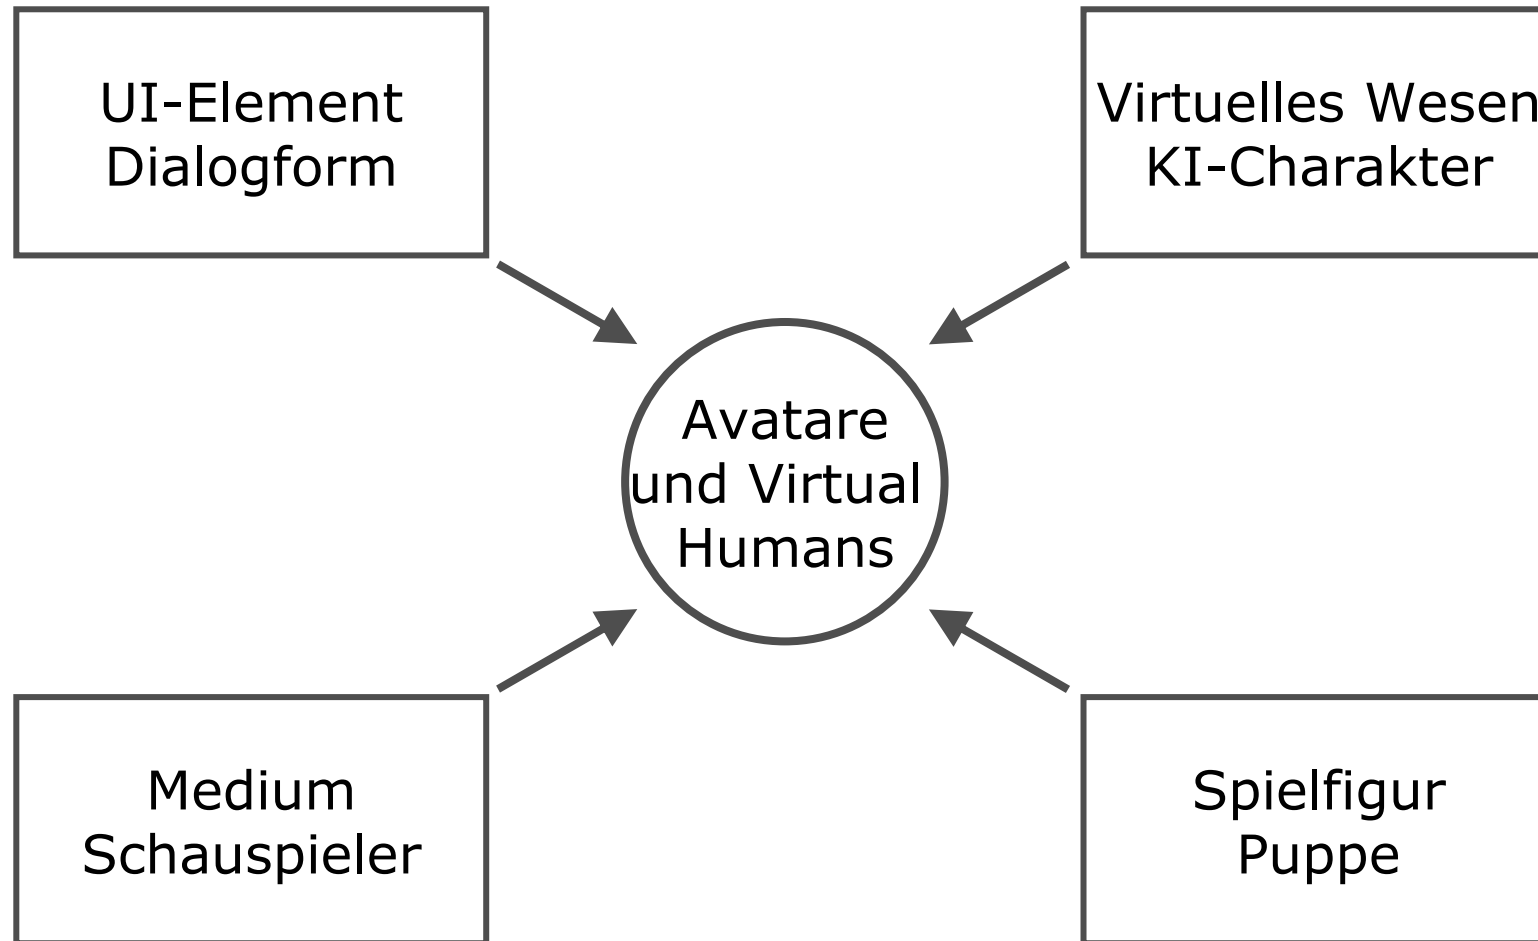 UI-Element
Dialogform
Virtuelles Wesen
KI-Charakter
Avatare
und Virtual
Humans
Medium
Schauspieler
Spielfigur
Puppe